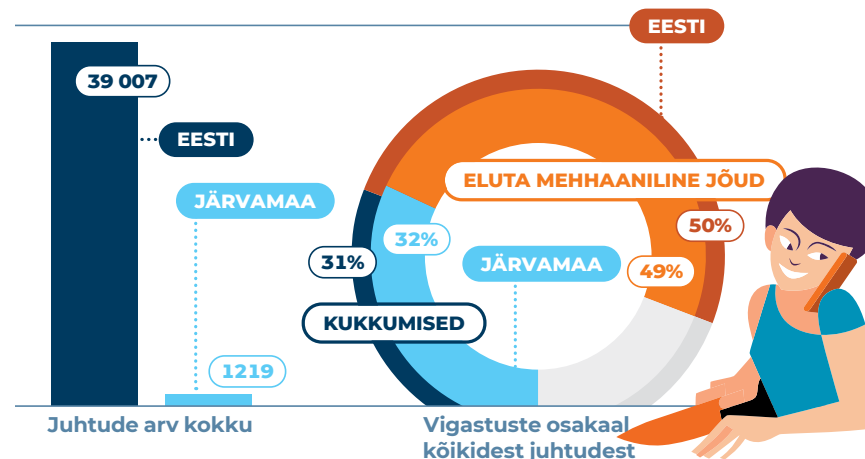 EESTI
39 007
EESTI
JÄRVAMAA
1219
Juhtude arv kokku
ELUTA MEHHAANILINE JÕUD
50%
32%
31%
JÄRVAMAA
49%
KUKKUMISED
Vigastuste osakaal
kõikidest juhtudest